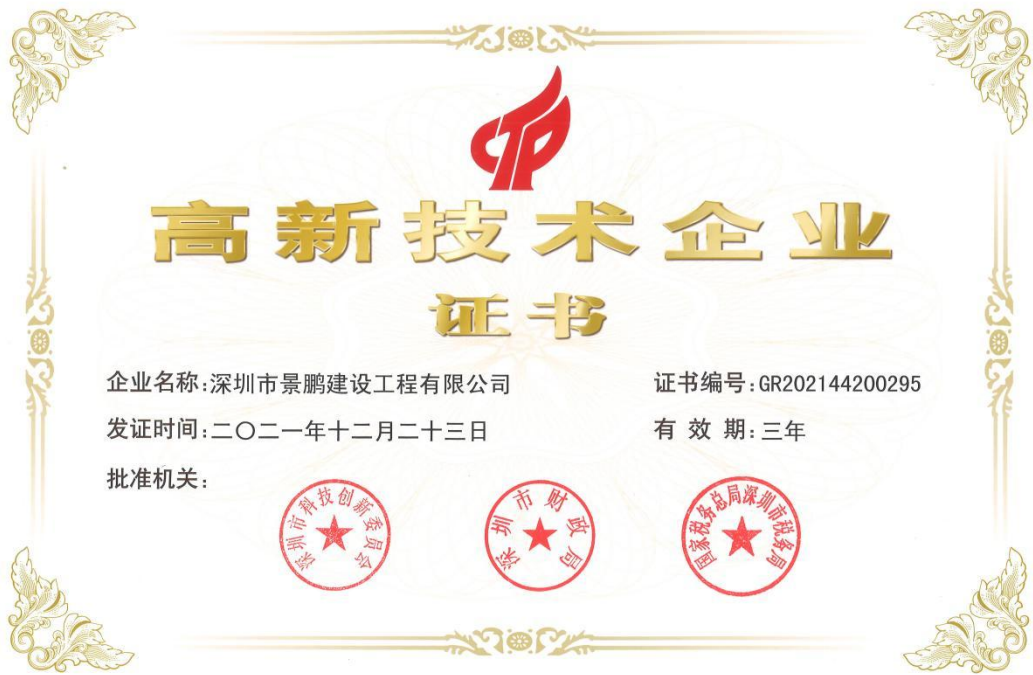 高新技术企业
证书
企业名称:深圳市景鹏建设工程有限公司
证书编号:GR202144200295
发证时间:二〇二一年十二月二十三日
有 效 期:三年
批准机关:
深圳市科技创新委员会
深圳市财政局
国家税务总局深圳市税务局